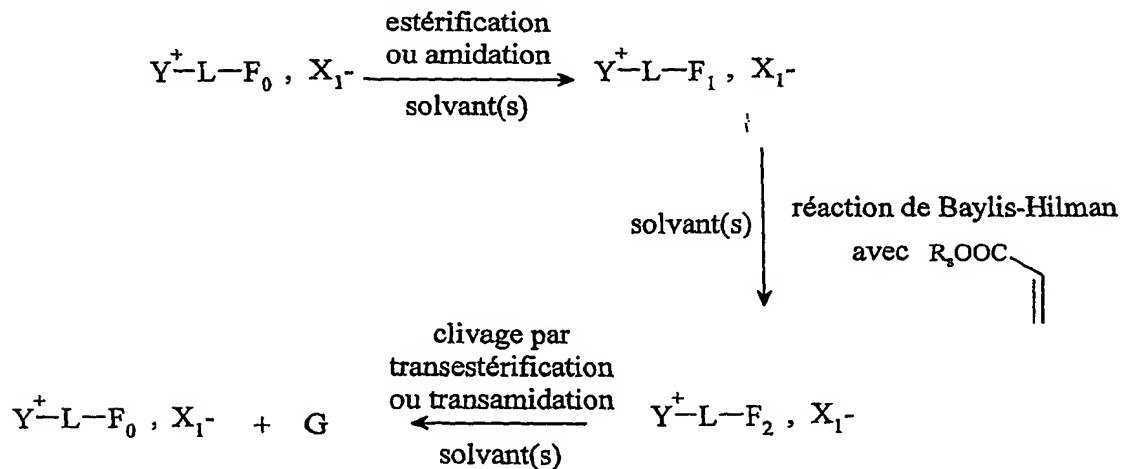 estérification
ou amidation
Y⁺–L–F₀ , X₁-
solvant(s)
Y⁺–L–F₁ , X₁-
solvant(s)
réaction de Baylis-Hilman
avec RₛOOC
clivage par
transestérification
ou transamidation
Y⁺–L–F₀ , X₁- + G
solvant(s)
Y⁺–L–F₂ , X₁-